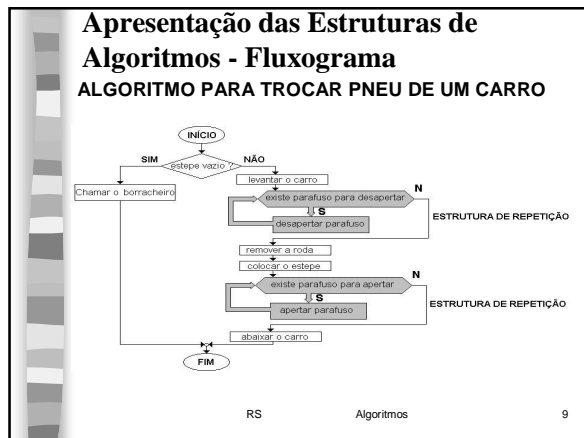 Apresentação das Estruturas de
Algoritmos - Fluxograma
ALGORITMO PARA TROCAR PNEU DE UM CARRO
INÍCIO
SIM
estepe vazio ?
NÃO
Chamar o borracheiro
levantar o carro
existe parafuso para desapertar
N
S
desapertar parafuso
ESTRUTURA DE REPETIÇÃO
remover a roda
colocar o estepe
existe parafuso para apertar
N
S
apertar parafuso
ESTRUTURA DE REPETIÇÃO
abaixar o carro
FIM
RS Algoritmos 9